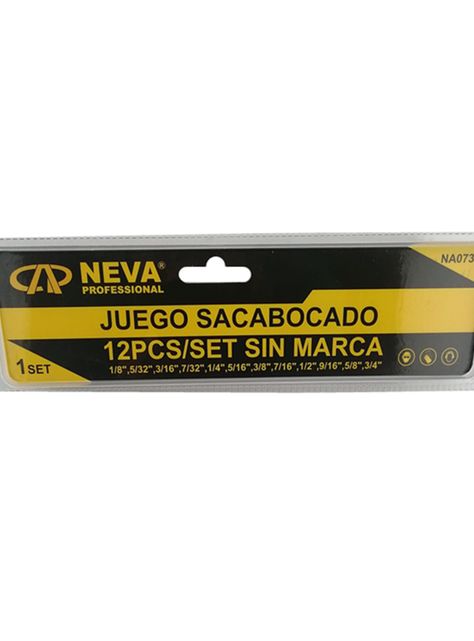 NEVA®
PROFESSIONAL
NA073
JUEGO SACABOCADO
12PCS/SET SIN MARCA
1 SET
1/8",5/32",3/16",7/32",1/4",5/16",3/8",7/16",1/2",9/16",5/8",3/4"